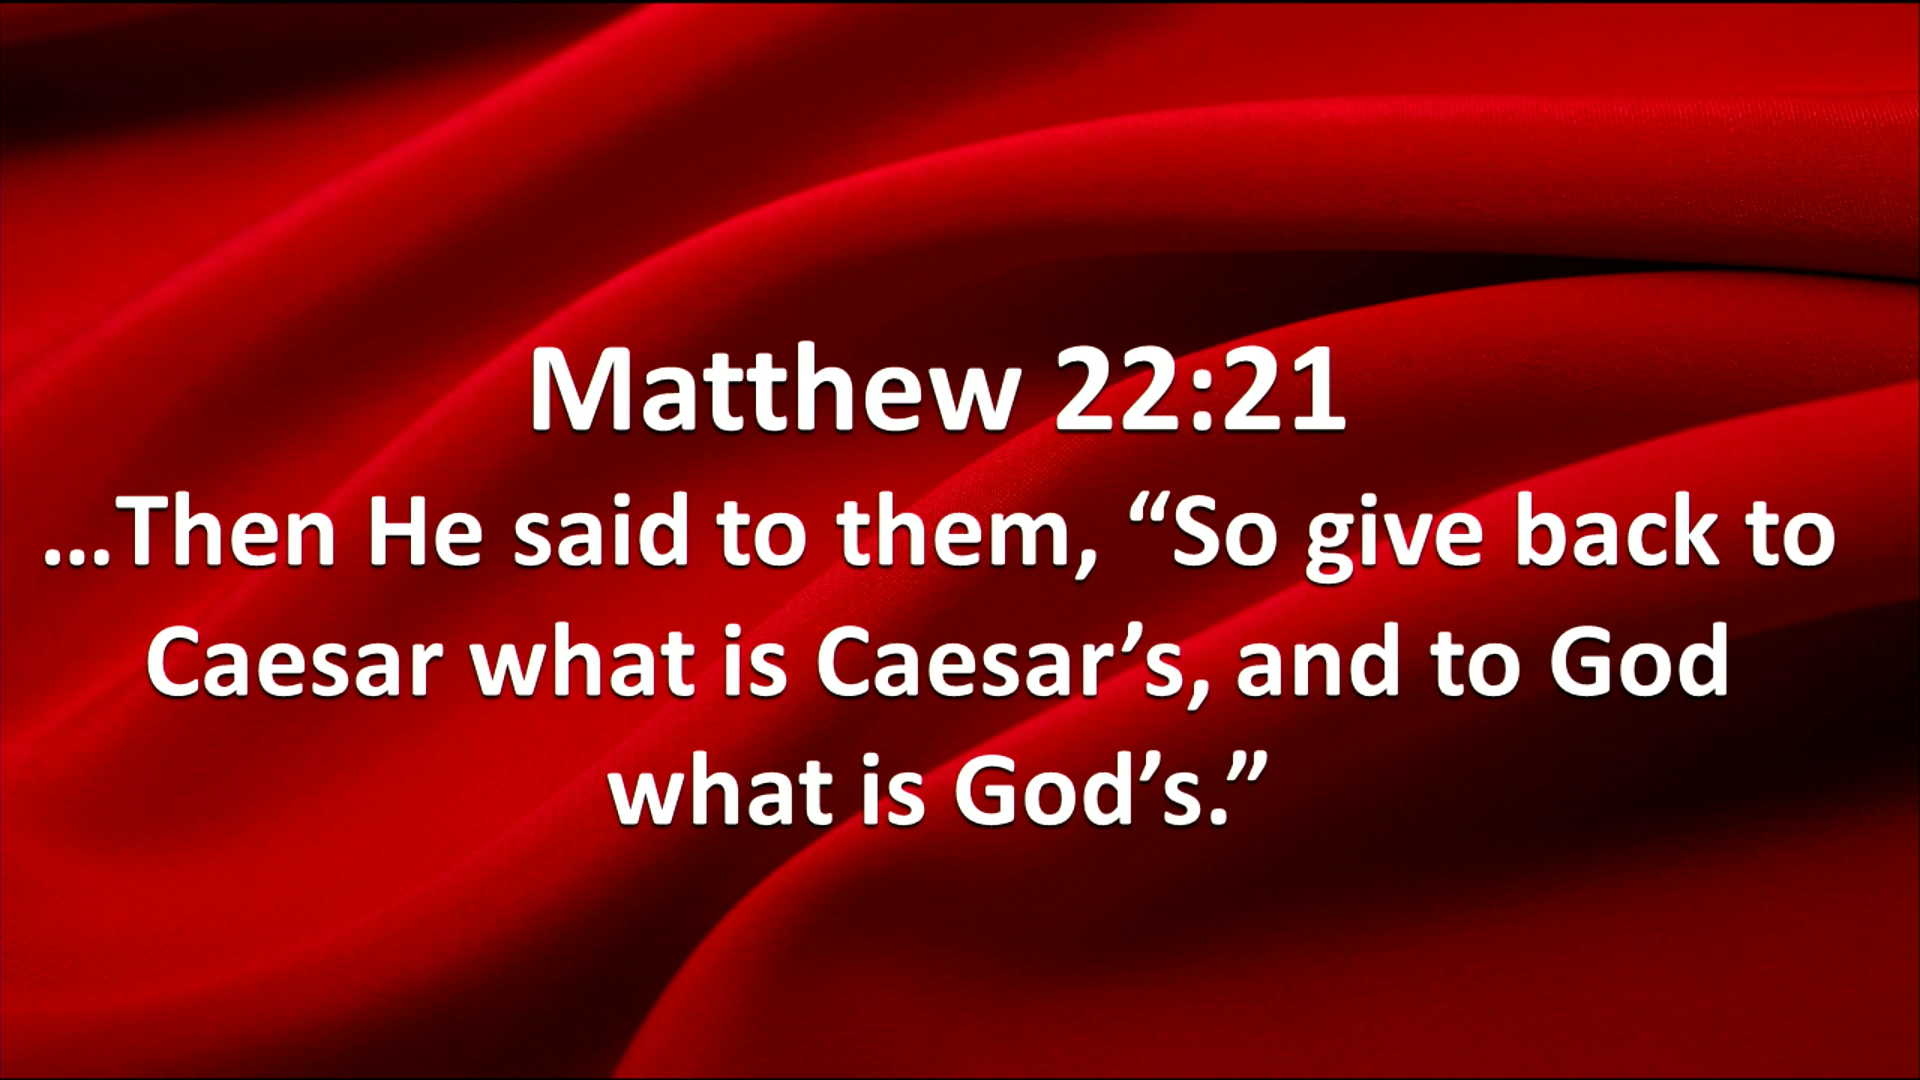 Matthew 22:21
...Then He said to them, “So give back to
Caesar what is Caesar’s, and to God
what is God’s.”